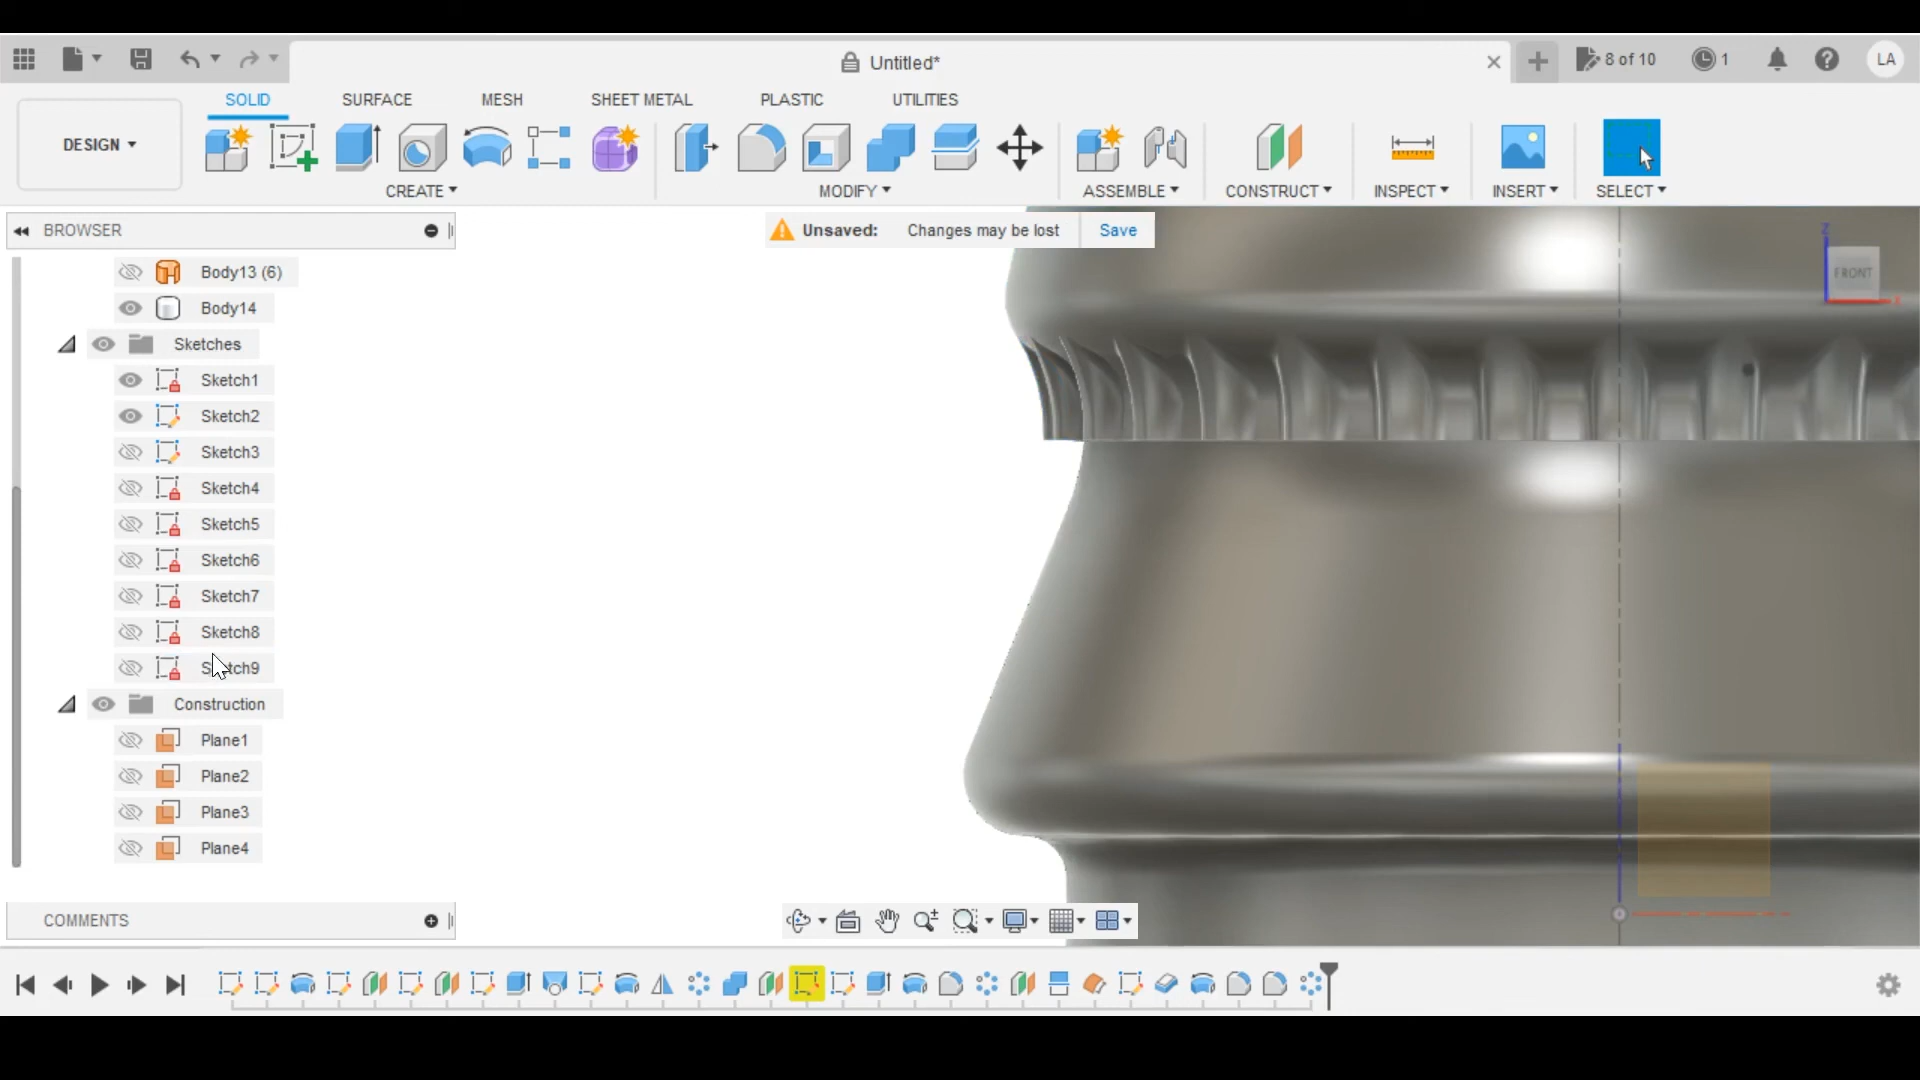 Untitled*
8 of 10
1
LA
DESIGN
SOLID
SURFACE
MESH
SHEET METAL
PLASTIC
UTILITIES
CREATE
MODIFY
ASSEMBLE
CONSTRUCT
INSPECT
INSERT
SELECT
BROWSER
Unsaved: Changes may be lost
Save
Z
FRONT
X
Body13 (6)
Body14
Sketches
Sketch1
Sketch2
Sketch3
Sketch4
Sketch5
Sketch6
Sketch7
Sketch8
Sketch9
Construction
Plane1
Plane2
Plane3
Plane4
COMMENTS